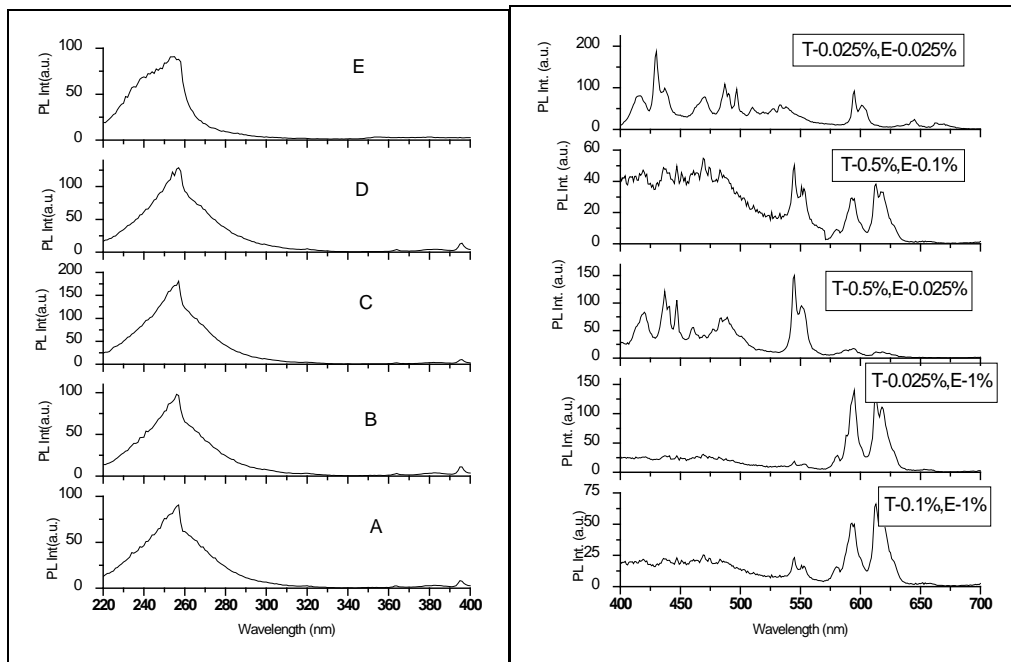 100
50
0
PL Int(a.u.)
E
100
50
0
PL Int(a.u.)
D
200
150
100
50
0
PL Int(a.u.)
C
100
50
0
PL Int(a.u.)
B
100
50
0
PL Int(a.u.)
A
220 240 260 280 300 320 340 360 380 400
Wavelength (nm)
200
100
0
PL Int. (a.u.)
T-0.025%,E-0.025%
60
40
20
0
PL Int. (a.u.)
T-0.5%,E-0.1%
150
100
50
0
PL Int. (a.u.)
T-0.5%,E-0.025%
150
100
50
0
PL Int. (a.u.)
T-0.025%,E-1%
75
50
25
0
PL Int. (a.u.)
T-0.1%,E-1%
400 450 500 550 600 650 700
Wavelength (nm)